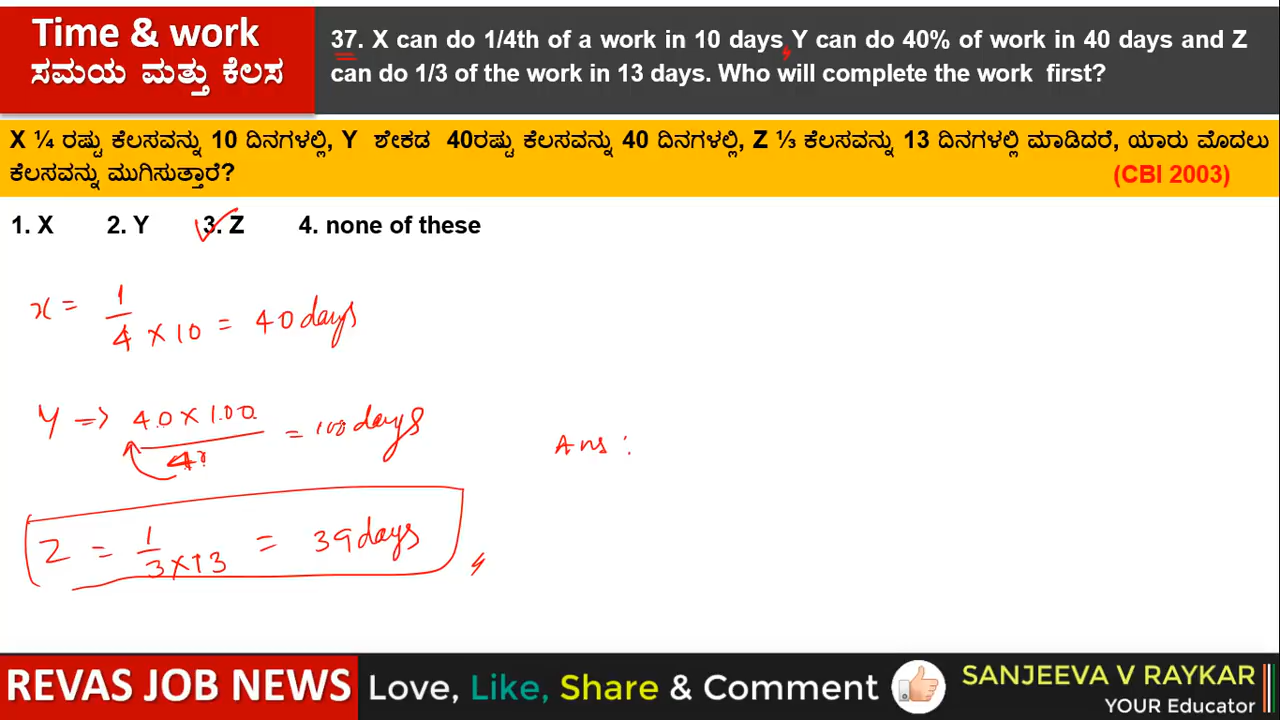 Time & work
ಸಮಯ ಮತ್ತು ಕೆಲಸ
37. X can do 1/4th of a work in 10 days,Y can do 40% of work in 40 days and Z
can do 1/3 of the work in 13 days. Who will complete the work first?
X ¼ ರಷ್ಟು ಕೆಲಸವನ್ನು 10 ದಿನಗಳಲ್ಲಿ, Y ಶೇಕಡ 40ರಷ್ಟು ಕೆಲಸವನ್ನು 40 ದಿನಗಳಲ್ಲಿ, Z ⅓ ಕೆಲಸವನ್ನು 13 ದಿನಗಳಲ್ಲಿ ಮಾಡಿದರೆ, ಯಾರು ಮೊದಲು
ಕೆಲಸವನ್ನು ಮುಗಿಸುತ್ತಾರೆ? (CBI 2003)
1. X 2. Y 3. Z 4. none of these
x = 1/4 × 10 = 40 days
Y => 40 × 100 / = 100 days
Ans :
Z = 1/3 × 13 = 39 days
REVAS JOB NEWS Love, Like, Share & Comment SANJEEVA V RAYKAR
YOUR Educator